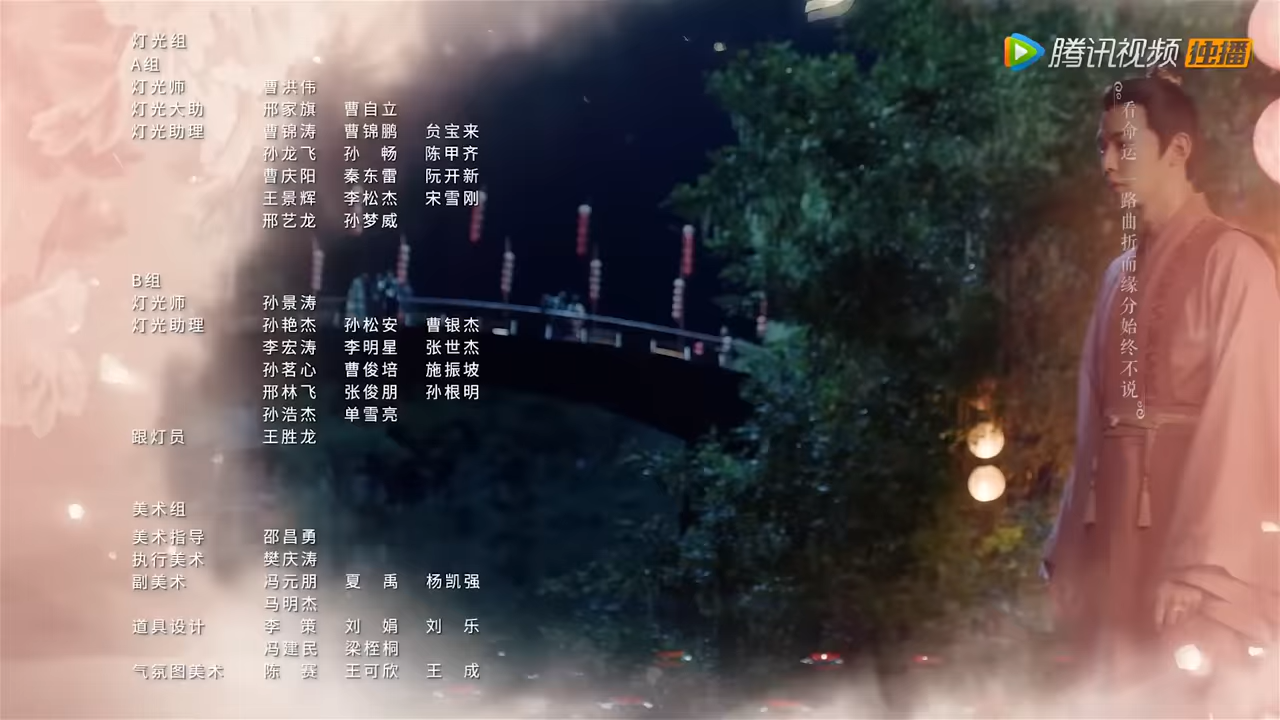 灯光组
A组
灯光师 曹洪伟
灯光大助 邢家旗 曹自立
灯光助理 曹锦涛 曹锦鹏 贠宝来
孙龙飞 孙 畅 陈甲齐
曹庆阳 秦东雷 阮开新
王景辉 李松杰 宋雪刚
邢艺龙 孙梦威
B组
灯光师 孙景涛
灯光助理 孙艳杰 孙松安 曹银杰
李宏涛 李明星 张世杰
孙茗心 曹俊培 施振坡
邢林飞 张俊朋 孙根明
孙浩杰 单雪亮
跟灯员 王胜龙
美术组
美术指导 邵昌勇
执行美术 樊庆涛
副美术 冯元朋 夏 禹 杨凯强
马明杰
道具设计 李 策 刘 娟 刘 乐
冯建民 梁桎桐
气氛图美术 陈 赛 王可欣 王 成
腾讯视频 独播
看命运一路曲折而缘分始终不说